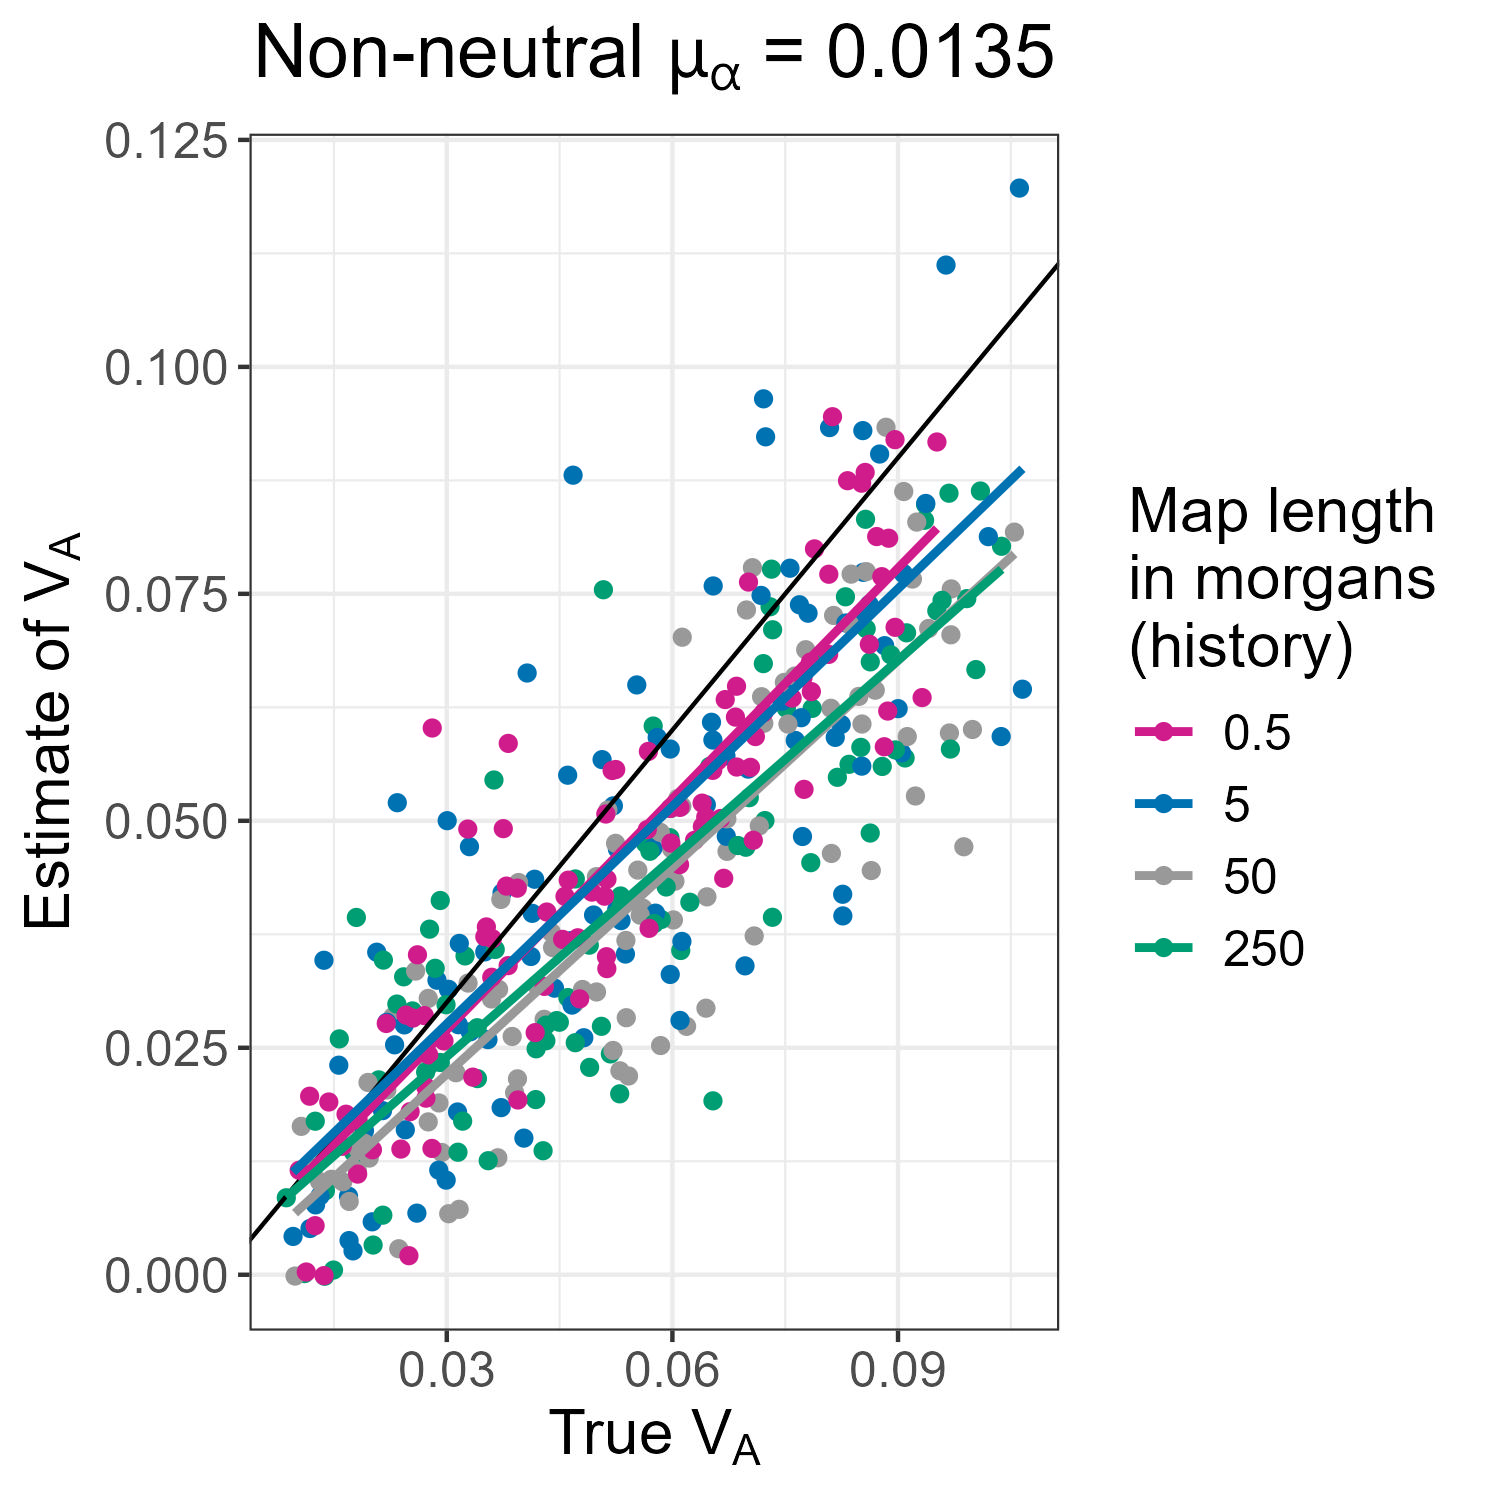 Non-neutral μα = 0.0135
Estimate of VA
0.125
0.100
0.075
0.050
0.025
0.000
0.03 0.06 0.09
True VA
Map length
in morgans
(history)
0.5
5
50
250